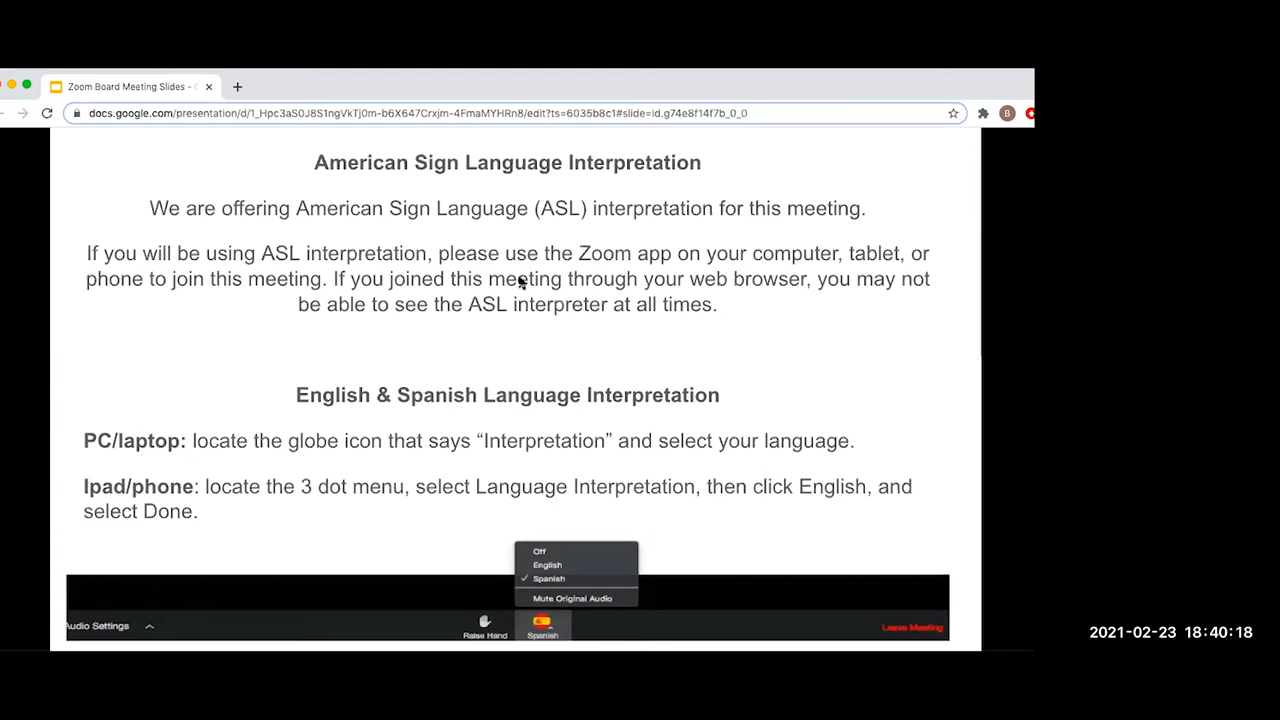 Zoom Board Meeting Slides -
docs.google.com/presentation/d/1_Hpc3aS0J8S1ngVkTj0m-b6X647Crxjm-4FmaMYHRn8/edit?ts=6035b8c1#slide=id.g74e8f14f7b_0_0
B
American Sign Language Interpretation
We are offering American Sign Language (ASL) interpretation for this meeting.
If you will be using ASL interpretation, please use the Zoom app on your computer, tablet, or
phone to join this meeting. If you joined this meeting through your web browser, you may not
be able to see the ASL interpreter at all times.
English & Spanish Language Interpretation
PC/laptop: locate the globe icon that says “Interpretation” and select your language.
Ipad/phone: locate the 3 dot menu, select Language Interpretation, then click English, and
select Done.
Off
English
Spanish
Mute Original Audio
Audio Settings
Raise Hand
Spanish
Leave Meeting
2021-02-23 18:40:18